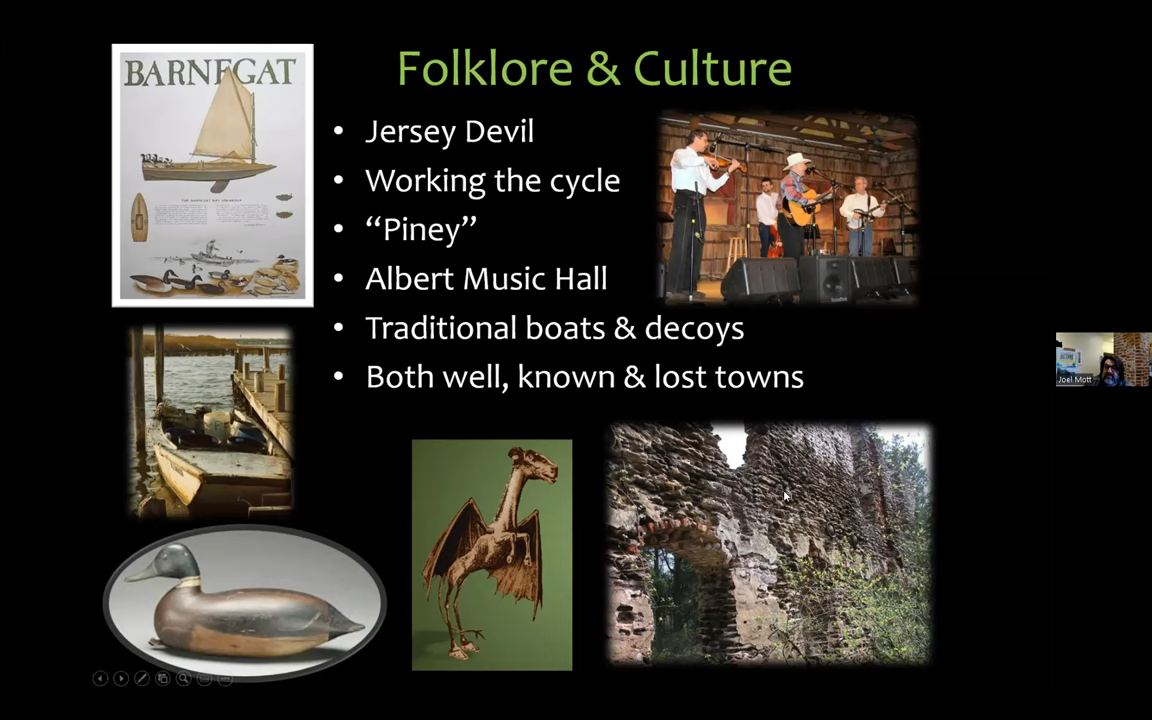 BARNEGAT
Folklore & Culture
• Jersey Devil
• Working the cycle
• “Piney”
• Albert Music Hall
• Traditional boats & decoys
• Both well, known & lost towns
Joel Mott